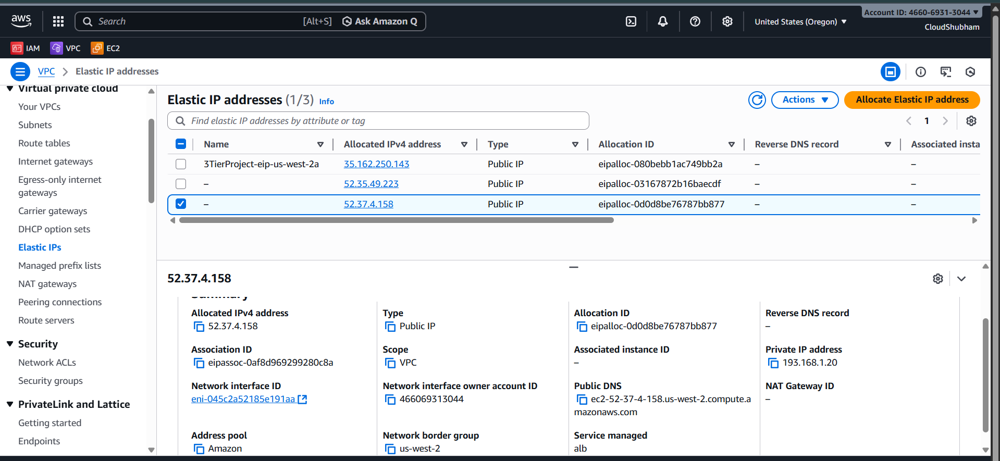 aws
Search [Alt+S] Ask Amazon Q
United States (Oregon) ▼
Account ID: 4660-6931-3044 ▼
CloudShubham
IAM VPC EC2
VPC > Elastic IP addresses
Virtual private cloud
Your VPCs
Subnets
Route tables
Internet gateways
Egress-only internet
gateways
Carrier gateways
DHCP option sets
Elastic IPs
Managed prefix lists
NAT gateways
Peering connections
Route servers
Security
Network ACLs
Security groups
PrivateLink and Lattice
Getting started
Endpoints
Elastic IP addresses (1/3) Info
Actions ▼ Allocate Elastic IP address
Find elastic IP addresses by attribute or tag
1
Name Allocated IPv4 address Type Allocation ID Reverse DNS record Associated insta
3TierProject-eip-us-west-2a 35.162.250.143 Public IP eipalloc-080bebb1ac749bb2a – –
– 52.35.49.223 Public IP eipalloc-03167872b16baecdf – –
– 52.37.4.158 Public IP eipalloc-0d0d8be76787bb877 – –
52.37.4.158
Summary
Allocated IPv4 address Type Allocation ID Reverse DNS record
52.37.4.158 Public IP eipalloc-0d0d8be76787bb877 –
Association ID Scope Associated instance ID Private IP address
eipassoc-0af8d969299280c8a VPC – 193.168.1.20
Network interface ID Network interface owner account ID Public DNS NAT Gateway ID
eni-045c2a52185e191aa 466069313044 ec2-52-37-4-158.us-west-2.compute.a –
mazonaws.com
Address pool Network border group Service managed
Amazon us-west-2 alb